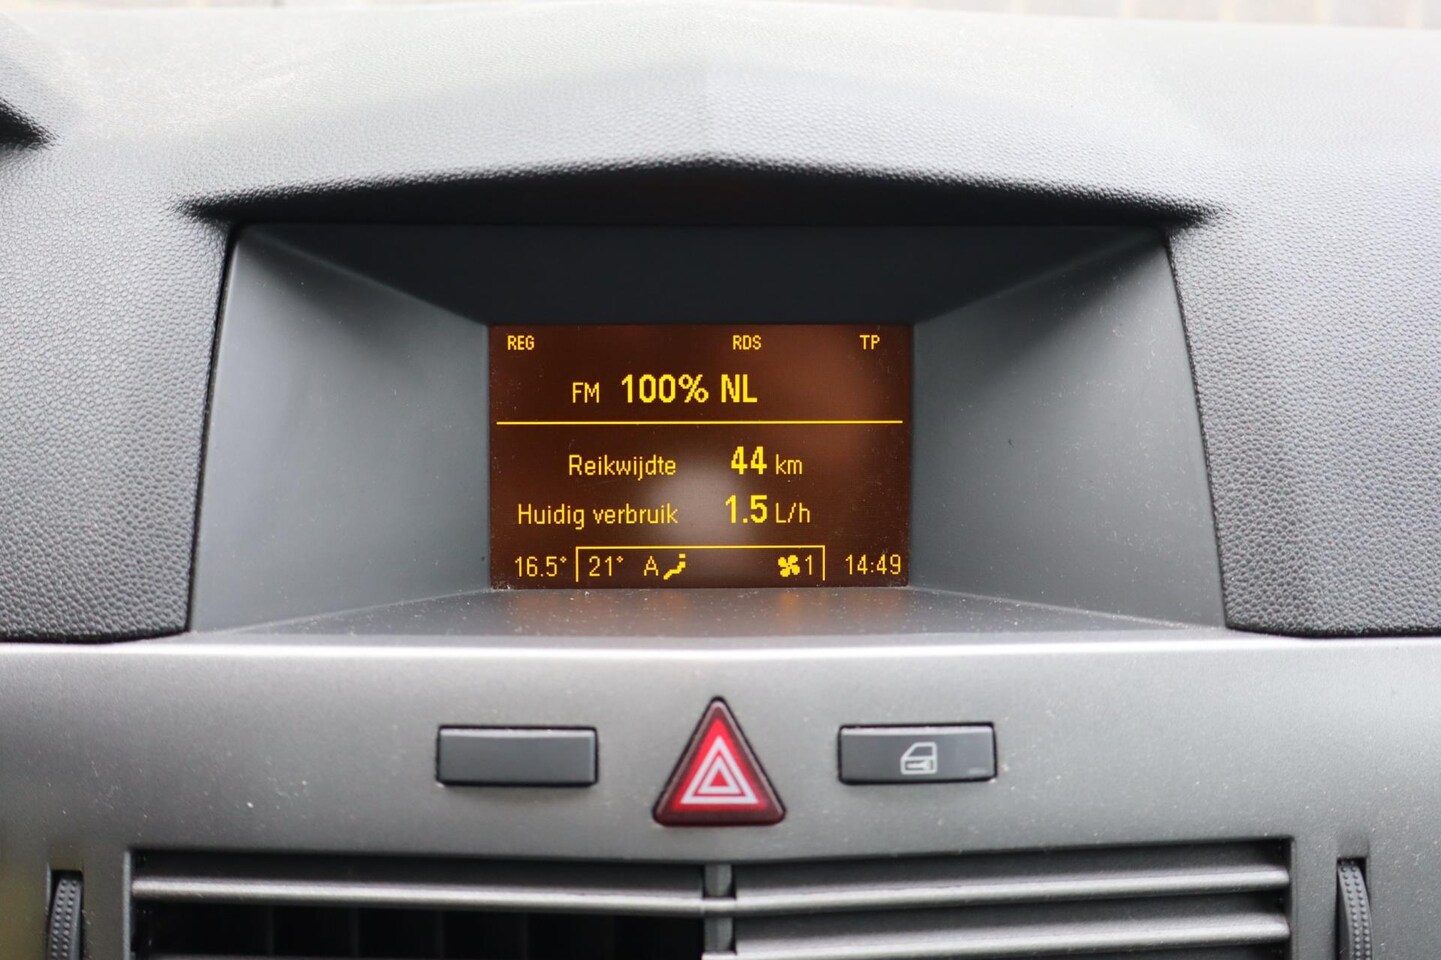 REG RDS TP
FM 100% NL
Reikwijdte 44 km
Huidig verbruik 1.5 L/h
16.5° 21° A 1 14:49